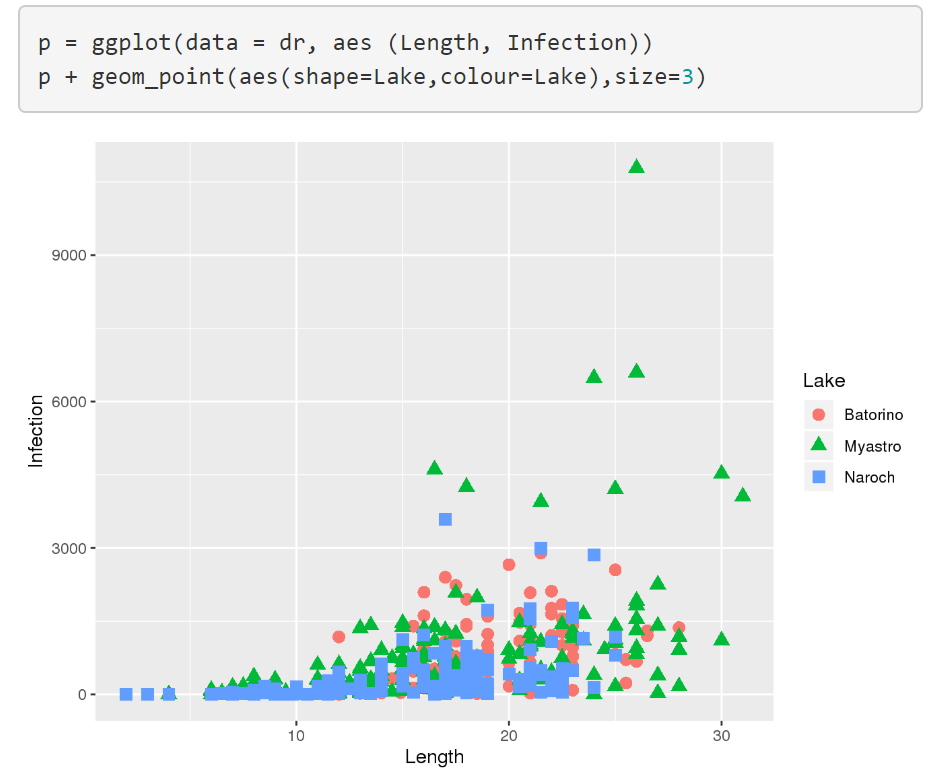 p = ggplot(data = dr, aes (Length, Infection))
p + geom_point(aes(shape=Lake,colour=Lake),size=3)
9000
6000
3000
0
Infection
10 20 30
Length
Lake
Batorino
Myastro
Naroch